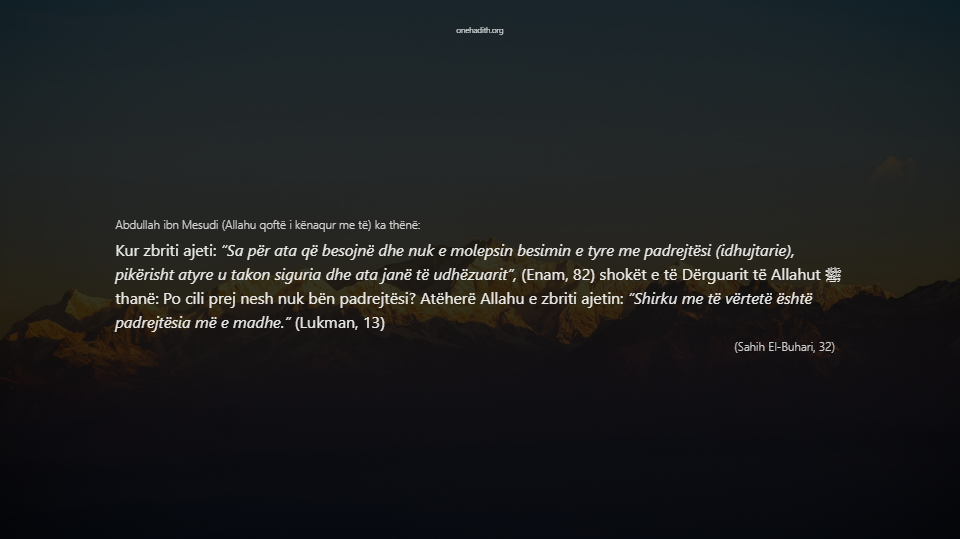 onehadith.org
Abdullah ibn Mesudi (Allahu qoftë i kënaqur me të) ka thënë:
Kur zbriti ajeti: “Sa për ata që besojnë dhe nuk e molepsin besimin e tyre me padrejtësi (idhujtarie),
pikërisht atyre u takon siguria dhe ata janë të udhëzuarit”, (Enam, 82) shokët e të Dërguarit të Allahut ﷺ
thanë: Po cili prej nesh nuk bën padrejtësi? Atëherë Allahu e zbriti ajetin: “Shirku me të vërtetë është
padrejtësia më e madhe.” (Lukman, 13)
(Sahih El-Buhari, 32)